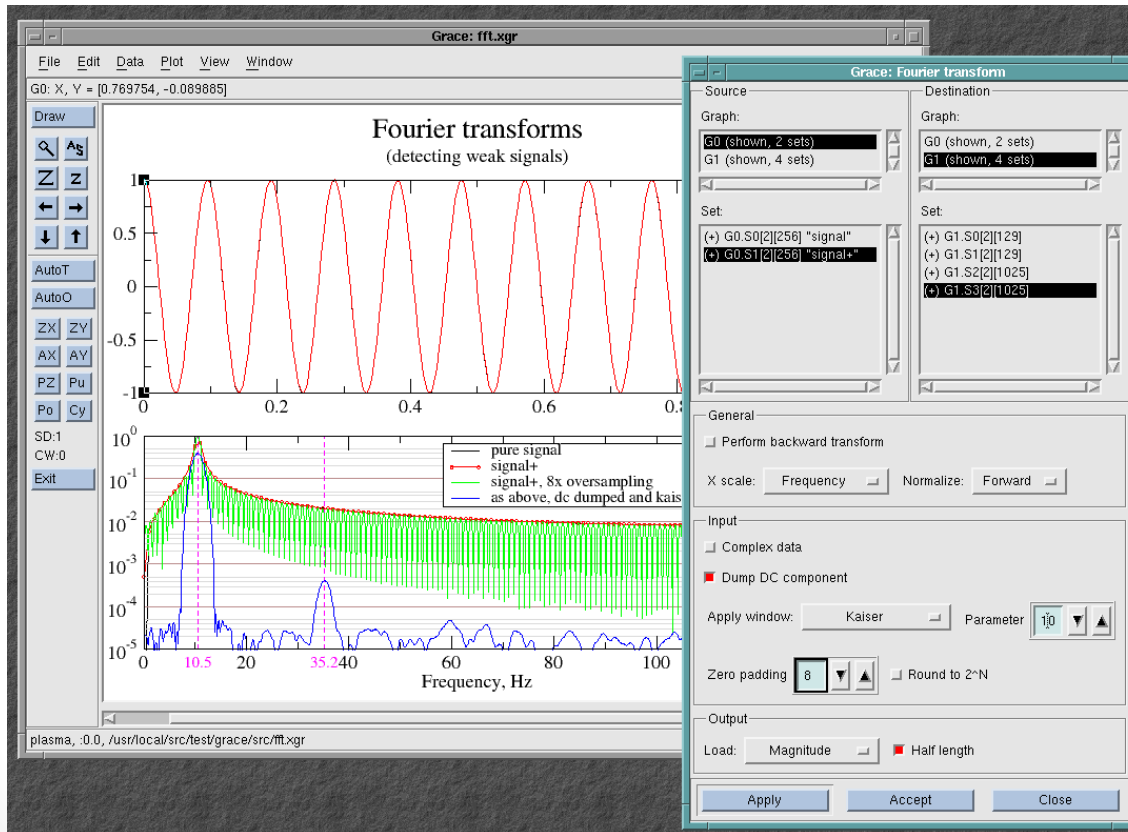 Grace: fft.xgr
File Edit Data Plot View Window
G0: X, Y = [0.769754, -0.089885]
Draw
AS
Z z
AutoT
AutoO
ZX ZY
AX AY
PZ Pu
Po Cy
SD:1
CW:0
Exit
Fourier transforms
(detecting weak signals)
1
0.5
0
-0.5
-1
0 0.2 0.4 0.6 0.8
10^0
10^-1
10^-2
10^-3
10^-4
10^-5
pure signal
signal+
signal+, 8x oversampling
as above, dc dumped and kais
0 10.5 20 35.2 40 60 80 100
Frequency, Hz
plasma, :0.0, /usr/local/src/test/grace/src/fft.xgr
Grace: Fourier transform
Source
Graph:
G0 (shown, 2 sets)
G1 (shown, 4 sets)
Set:
(+) G0.S0[2][256] "signal"
(+) G0.S1[2][256] "signal+"
Destination
Graph:
G0 (shown, 2 sets)
G1 (shown, 4 sets)
Set:
(+) G1.S0[2][129]
(+) G1.S1[2][129]
(+) G1.S2[2][1025]
(+) G1.S3[2][1025]
General
Perform backward transform
X scale: Frequency Normalize: Forward
Input
Complex data
Dump DC component
Apply window: Kaiser Parameter 10
Zero padding 8 Round to 2^N
Output
Load: Magnitude Half length
Apply Accept Close